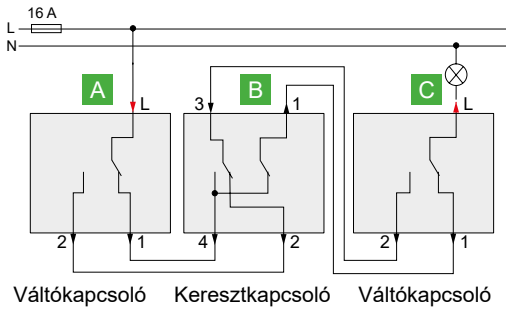 16 A
L
N
A B C
L 3 1 L
2 1 4 2 2 1
Váltókapcsoló Keresztkapcsoló Váltókapcsoló